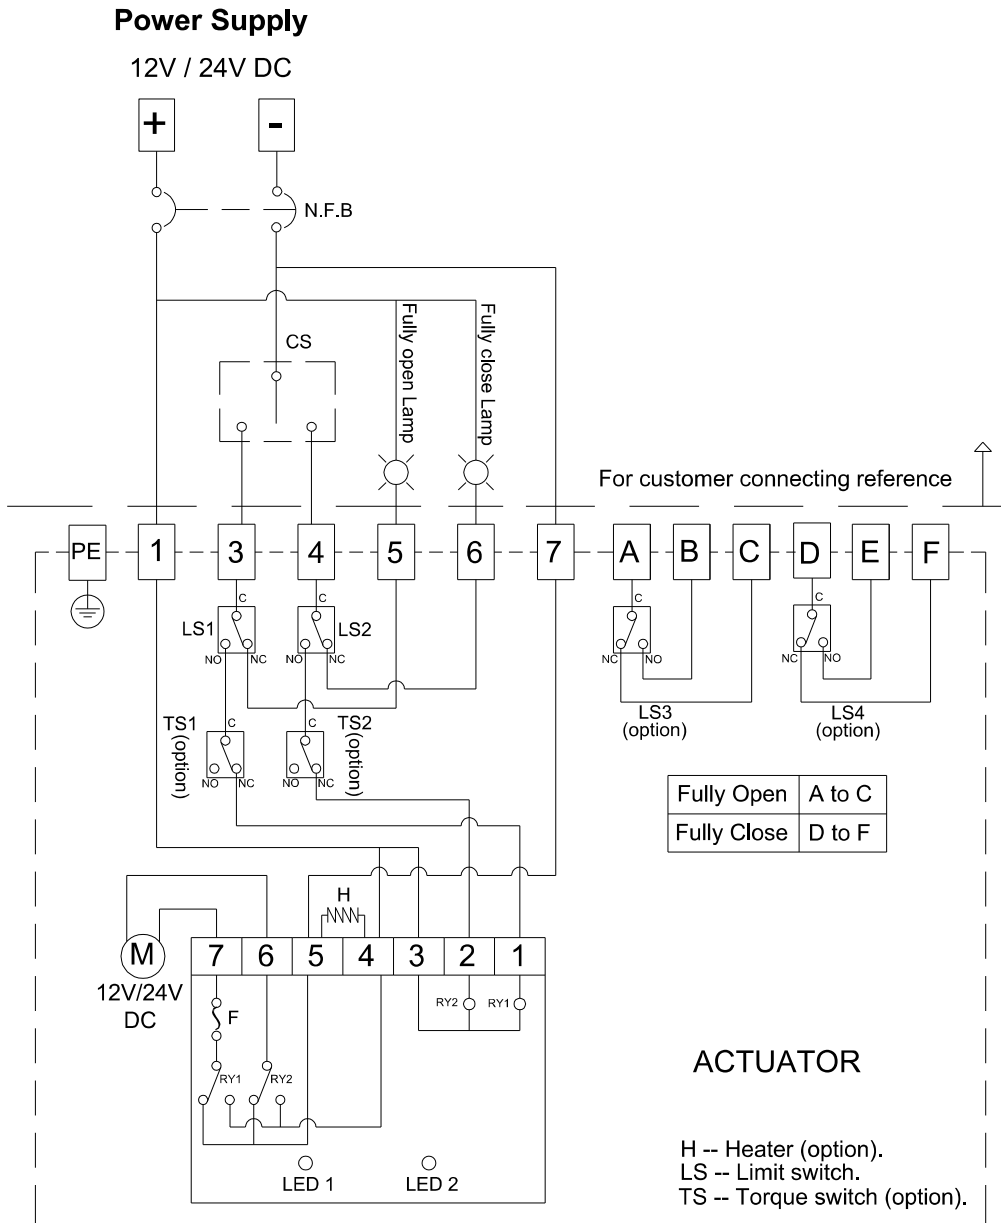 Power Supply
12V / 24V DC
+ -
N.F.B
CS
Fully open Lamp
Fully close Lamp
For customer connecting reference
PE 1 3 4 5 6 7 A B C D E F
C C C C
LS1 LS2
NO NC NO NC NC NO NC NO
LS3
(option)
LS4
(option)
TS1 C TS2 C
(option) (option)
NO NC NO NC
Fully Open A to C
Fully Close D to F
H
M
12V/24V
DC
7 6 5 4 3 2 1
RY2 RY1
F
RY1 RY2
LED 1 LED 2
ACTUATOR
H -- Heater (option).
LS -- Limit switch.
TS -- Torque switch (option).